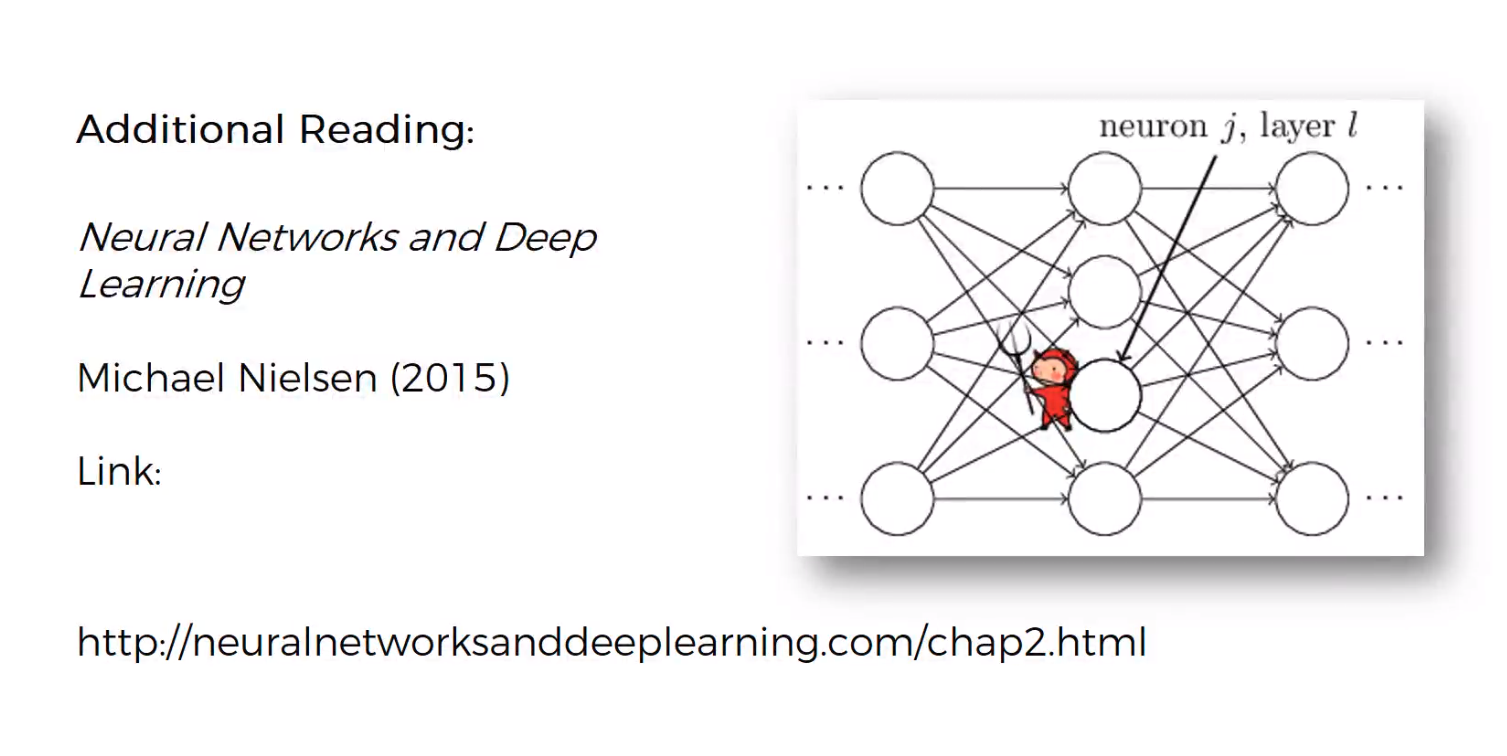 Additional Reading:
Neural Networks and Deep
Learning
Michael Nielsen (2015)
Link:
http://neuralnetworksanddeeplearning.com/chap2.html
neuron j, layer l
... ...
... ...
... ...